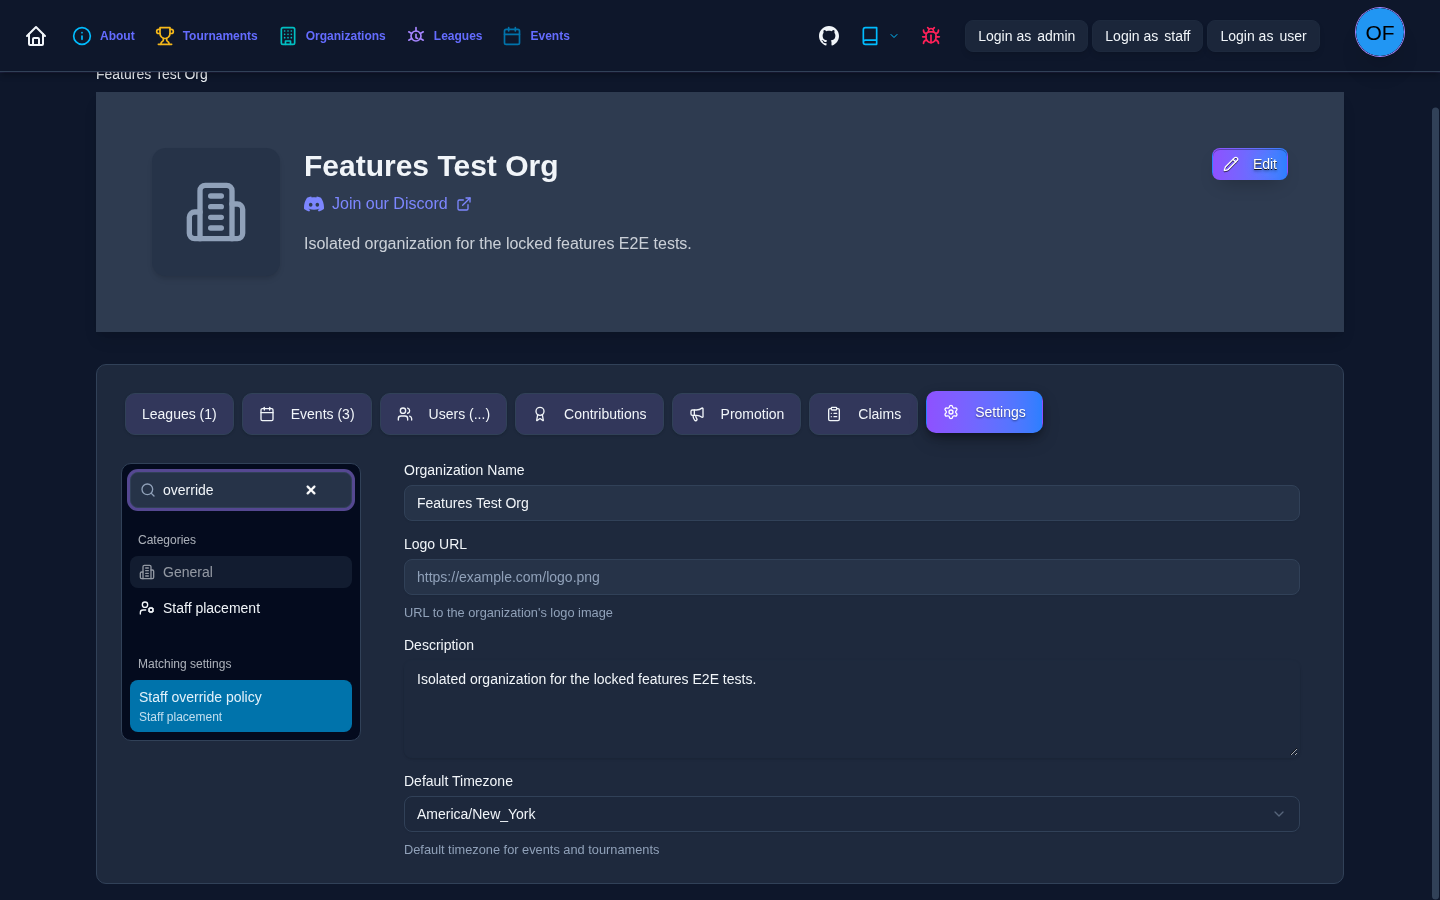 About
Tournaments
Organizations
Leagues
Events
Login as admin
Login as staff
Login as user
OF
Features Test Org
Features Test Org
Edit
Join our Discord
Isolated organization for the locked features E2E tests.
Leagues (1)
Events (3)
Users (...)
Contributions
Promotion
Claims
Settings
override
Categories
General
Staff placement
Matching settings
Staff override policy
Staff placement
Organization Name
Features Test Org
Logo URL
https://example.com/logo.png
URL to the organization's logo image
Description
Isolated organization for the locked features E2E tests.
Default Timezone
America/New_York
Default timezone for events and tournaments